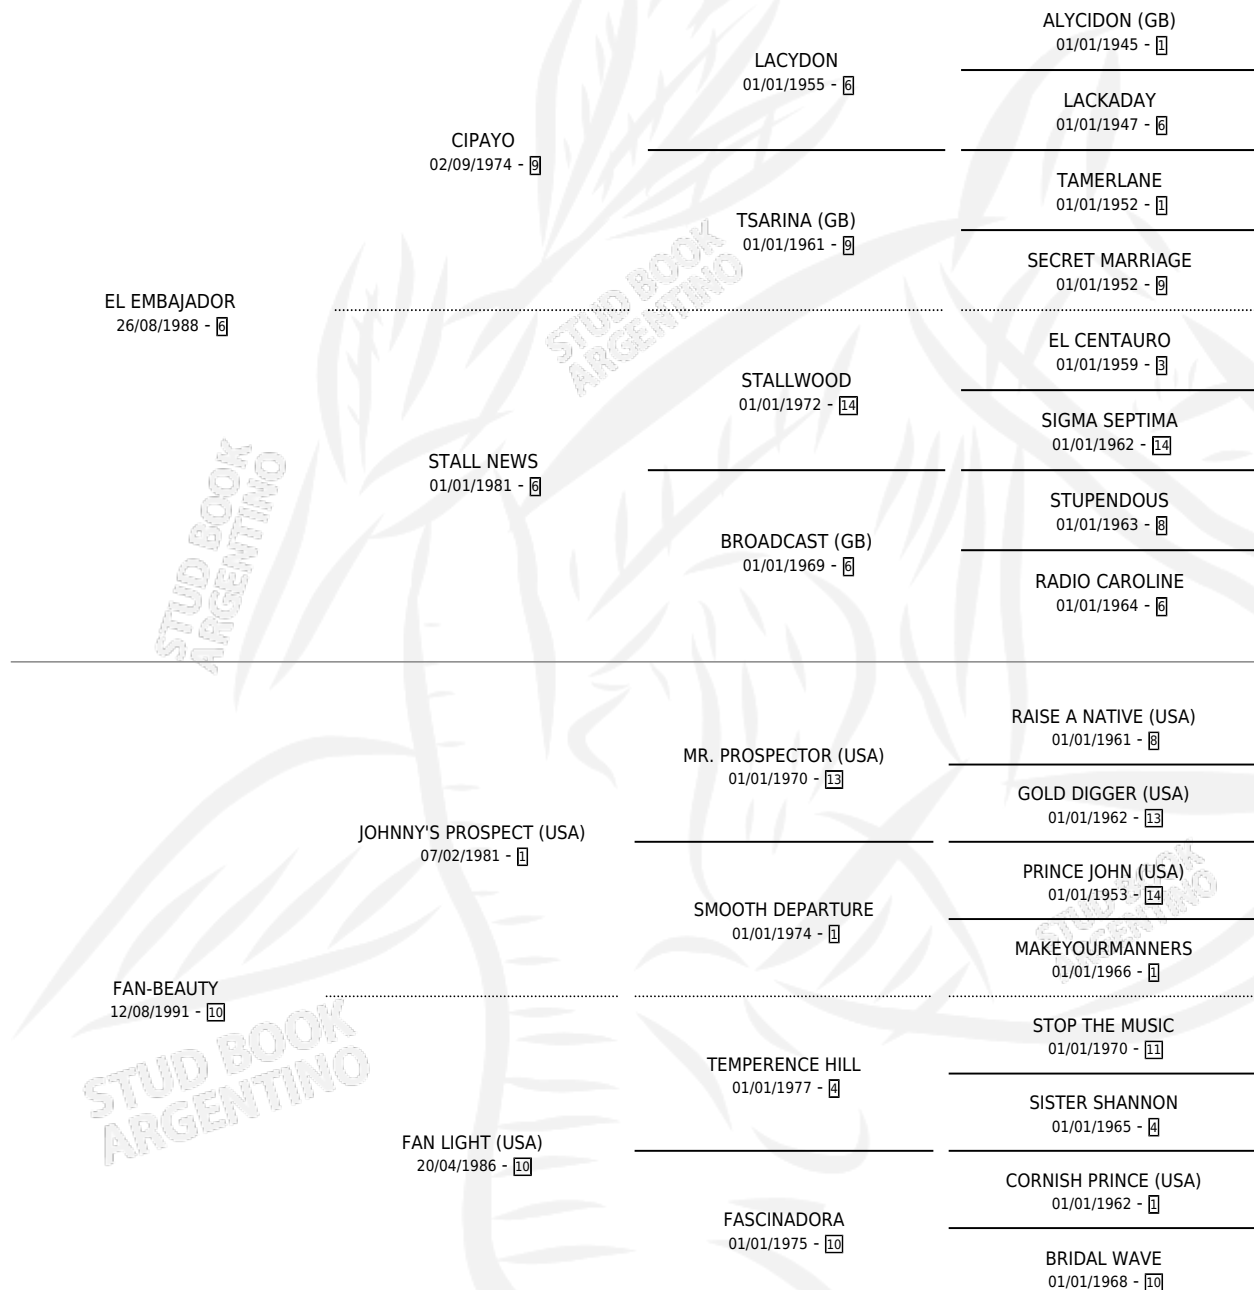 ALYCIDON (GB)
01/01/1945 - 1
LACYDON
01/01/1955 - 6
LACKADAY
01/01/1947 - 6
CIPAYO
02/09/1974 - 9
TAMERLANE
01/01/1952 - 1
TSARINA (GB)
01/01/1961 - 9
SECRET MARRIAGE
01/01/1952 - 9
EL EMBAJADOR
26/08/1988 - 6
EL CENTAURO
01/01/1959 - 3
STALLWOOD
01/01/1972 - 14
SIGMA SEPTIMA
01/01/1962 - 14
STALL NEWS
01/01/1981 - 6
STUPENDOUS
01/01/1963 - 8
BROADCAST (GB)
01/01/1969 - 6
RADIO CAROLINE
01/01/1964 - 6
RAISE A NATIVE (USA)
01/01/1961 - 8
MR. PROSPECTOR (USA)
01/01/1970 - 13
GOLD DIGGER (USA)
01/01/1962 - 13
JOHNNY'S PROSPECT (USA)
07/02/1981 - 1
PRINCE JOHN (USA)
01/01/1953 - 14
SMOOTH DEPARTURE
01/01/1974 - 1
MAKEYOURMANNERS
01/01/1966 - 1
FAN-BEAUTY
12/08/1991 - 10
STOP THE MUSIC
01/01/1970 - 11
TEMPERENCE HILL
01/01/1977 - 4
SISTER SHANNON
01/01/1965 - 4
FAN LIGHT (USA)
20/04/1986 - 10
CORNISH PRINCE (USA)
01/01/1962 - 1
FASCINADORA
01/01/1975 - 10
BRIDAL WAVE
01/01/1968 - 10
STUD BOOK
ARGENTINO
STUD BOOK
ARGENTINO
STUD BOOK
ARGENTINO
STUD BOOK
ARGENTINO